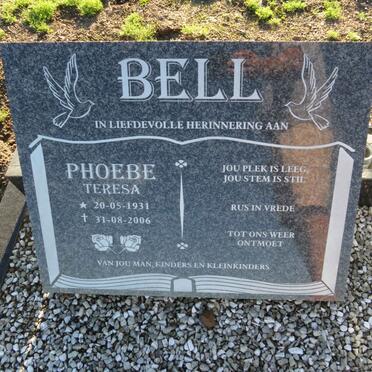 BELL
IN LIEFDEVOLLE HERINNERING AAN
PHOEBE
TERESA
★ 20-05-1931
✝ 31-08-2006
JOU PLEK IS LEEG,
JOU STEM IS STIL
RUS IN VREDE
TOT ONS WEER
ONTMOET
VAN JOU MAN, KINDERS EN KLEINKINDERS